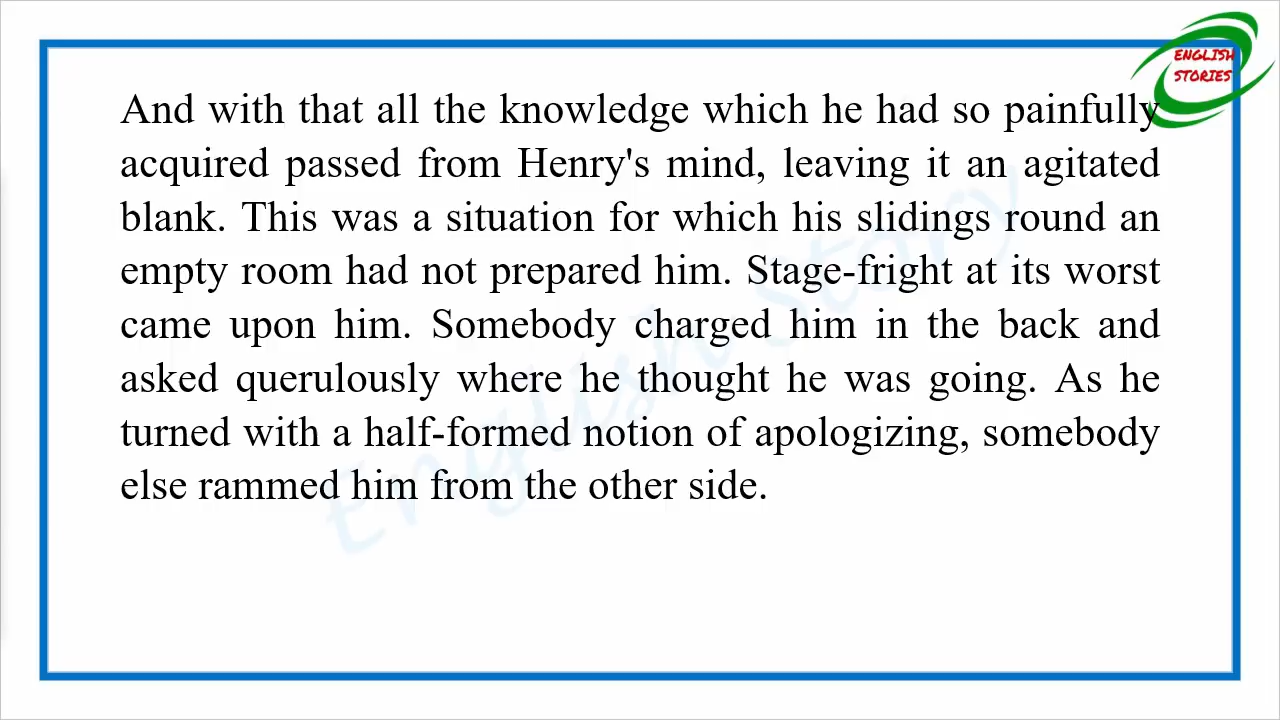 ENGLISH
STORIES
And with that all the knowledge which he had so painfully
acquired passed from Henry's mind, leaving it an agitated
blank. This was a situation for which his slidings round an
empty room had not prepared him. Stage-fright at its worst
came upon him. Somebody charged him in the back and
asked querulously where he thought he was going. As he
turned with a half-formed notion of apologizing, somebody
else rammed him from the other side.
English Story